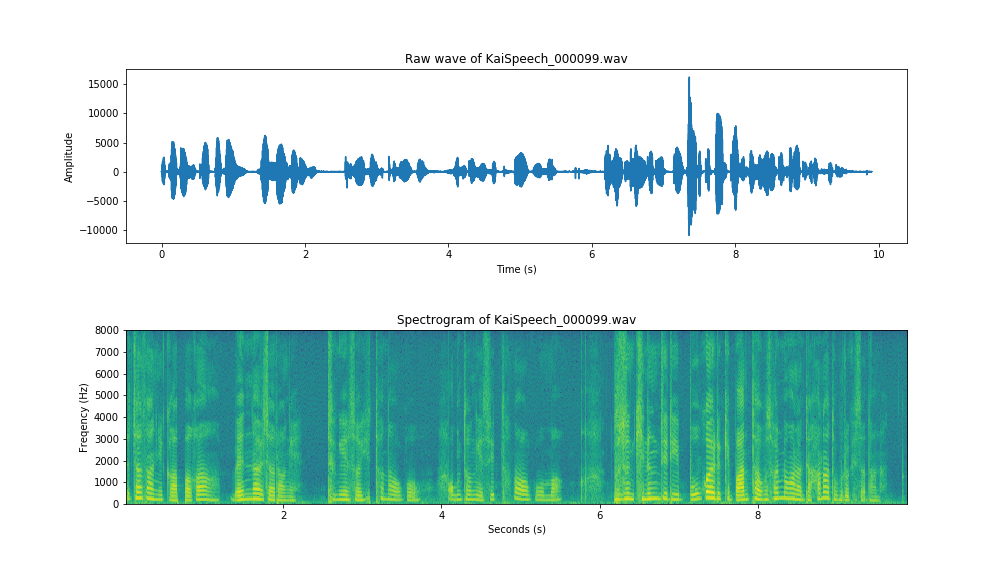 Raw wave of KaiSpeech_000099.wav
15000
10000
5000
0
−5000
−10000
Amplitude
0 2 4 6 8 10
Time (s)
Spectrogram of KaiSpeech_000099.wav
8000
7000
6000
5000
4000
3000
2000
1000
0
Freqency (Hz)
2 4 6 8
Seconds (s)